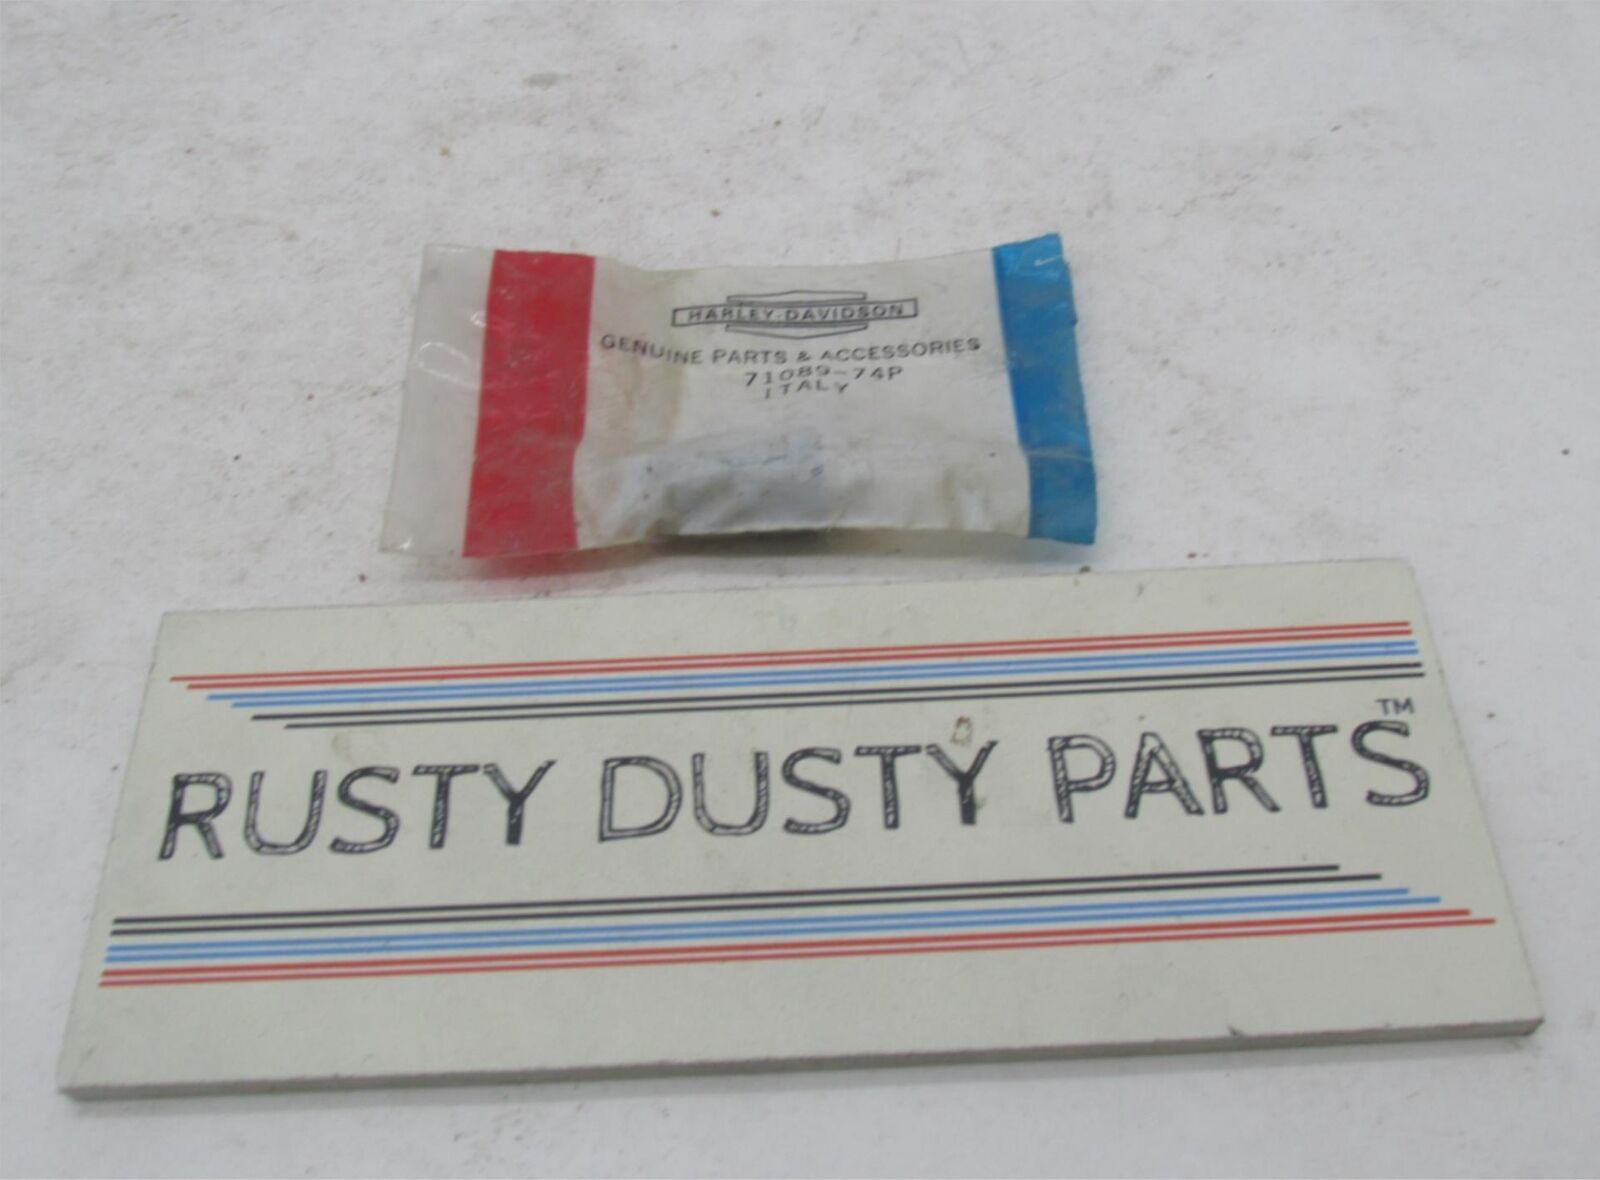 HARLEY-DAVIDSON
GENUINE PARTS & ACCESSORIES
71089-74P
ITALY
RUSTY DUSTY PARTS™